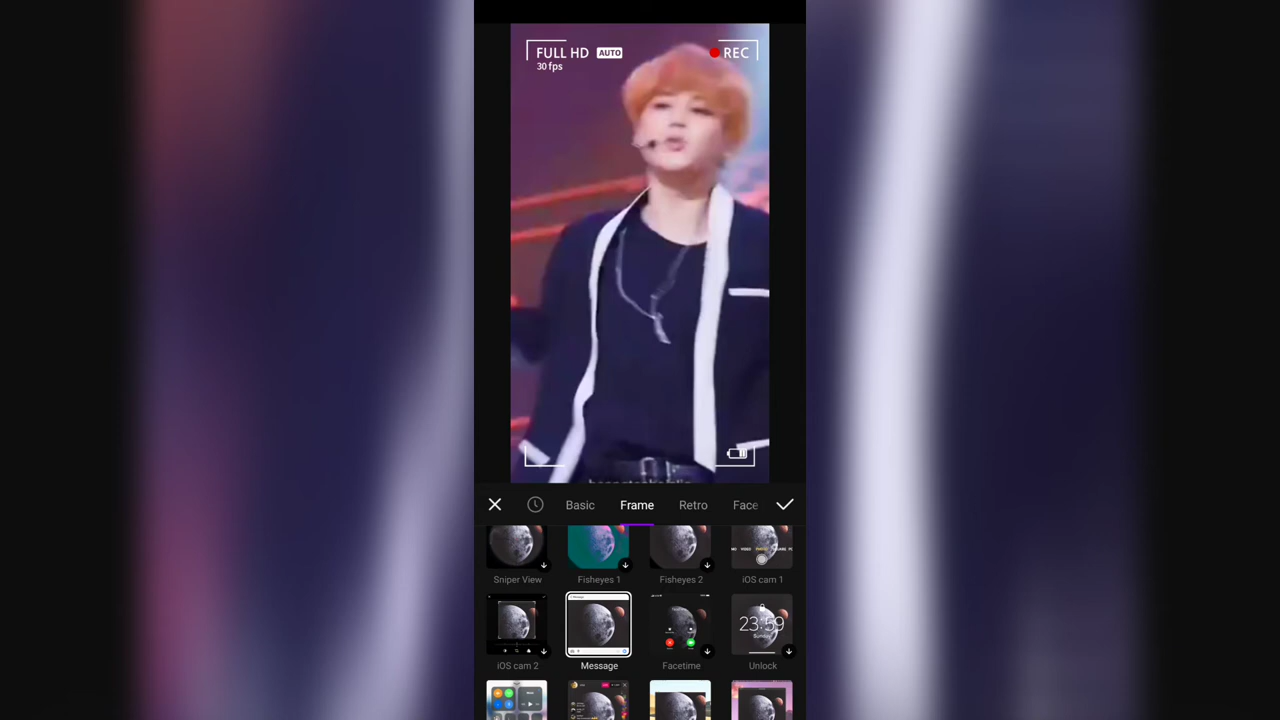 FULL HD AUTO
REC
30 fps
Basic Frame Retro Face
Sniper View Fisheyes 1 Fisheyes 2 iOS cam 1
23:59
Sunday
iOS cam 2 Message Facetime Unlock